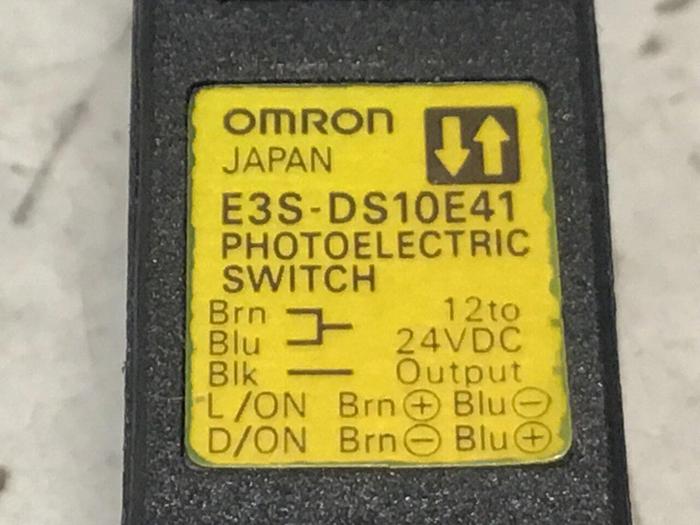 OMRON
JAPAN
E3S-DS10E41
PHOTOELECTRIC
SWITCH
Brn 12to
Blu 24VDC
Blk Output
L/ON Brn⊕ Blu⊖
D/ON Brn⊖ Blu⊕